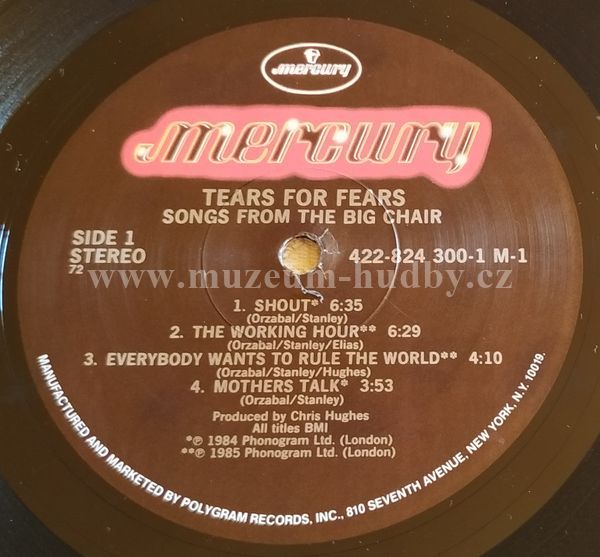 mercury
mercury
TEARS FOR FEARS
SONGS FROM THE BIG CHAIR
SIDE 1
STEREO
72
422-824 300-1 M-1
www.muzeum-hudby.cz
1. SHOUT* 6:35
(Orzabal/Stanley)
2. THE WORKING HOUR** 6:29
(Orzabal/Stanley/Elias)
3. EVERYBODY WANTS TO RULE THE WORLD** 4:10
(Orzabal/Stanley/Hughes)
4. MOTHERS TALK* 3:53
(Orzabal/Stanley)
Produced by Chris Hughes
All titles BMI
*℗ 1984 Phonogram Ltd. (London)
**℗ 1985 Phonogram Ltd. (London)
MANUFACTURED AND MARKETED BY POLYGRAM RECORDS, INC., 810 SEVENTH AVENUE, NEW YORK, N.Y. 10019.